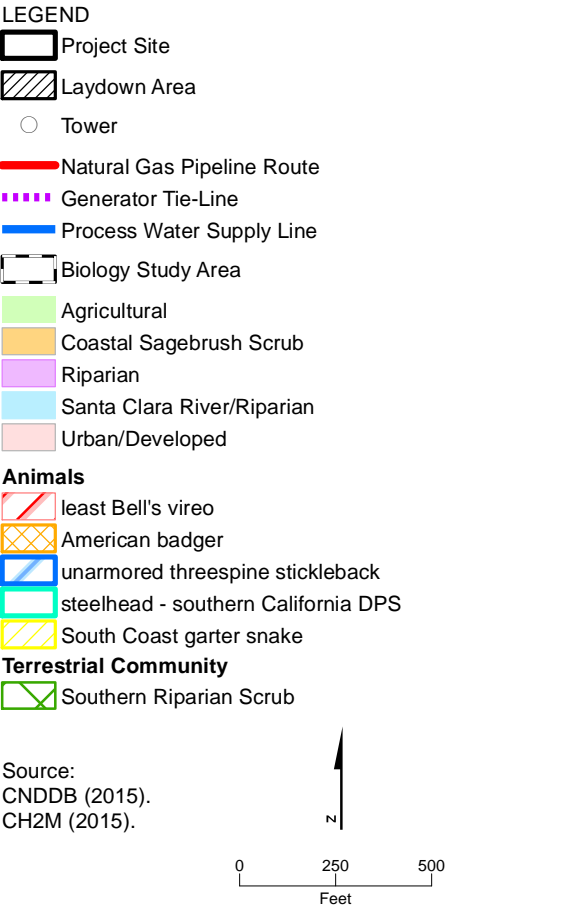 LEGEND
Project Site
Laydown Area
Tower
Natural Gas Pipeline Route
Generator Tie-Line
Process Water Supply Line
Biology Study Area
Agricultural
Coastal Sagebrush Scrub
Riparian
Santa Clara River/Riparian
Urban/Developed
Animals
least Bell's vireo
American badger
unarmored threespine stickleback
steelhead - southern California DPS
South Coast garter snake
Terrestrial Community
Southern Riparian Scrub
Source:
CNDDB (2015).
CH2M (2015).
N
0 250 500
Feet